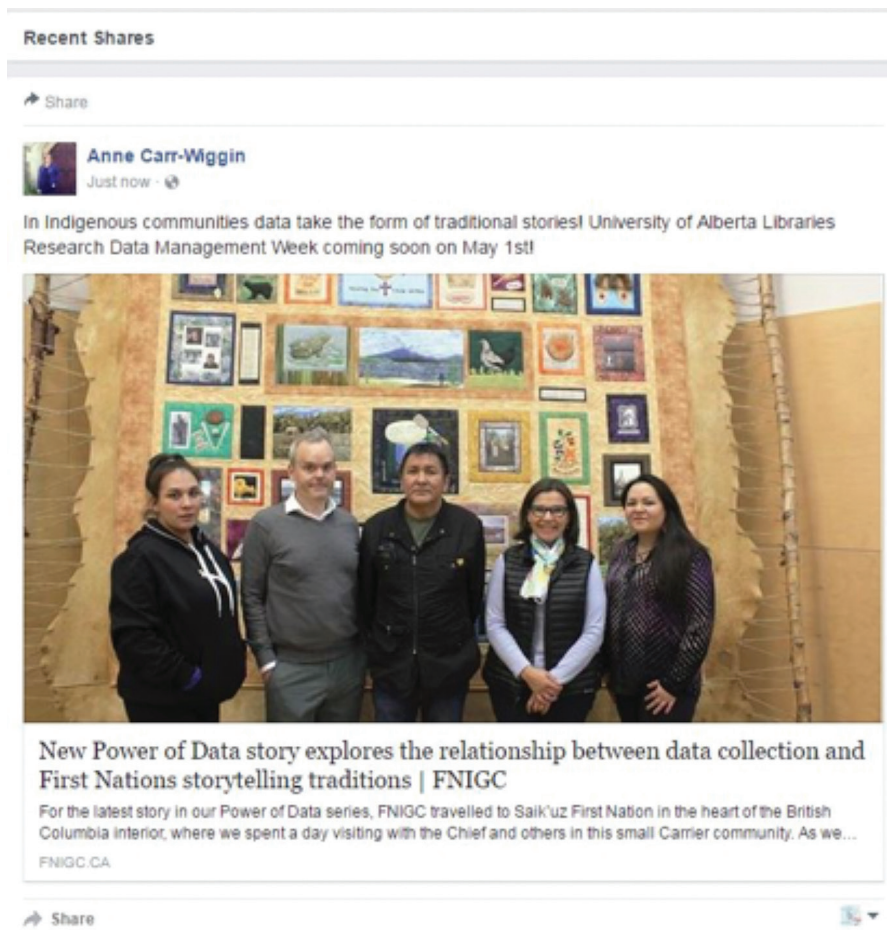 Recent Shares
Share
Anne Carr-Wiggin
Just now ·
In Indigenous communities data take the form of traditional stories! University of Alberta Libraries
Research Data Management Week coming soon on May 1st!
New Power of Data story explores the relationship between data collection and
First Nations storytelling traditions | FNIGC
For the latest story in our Power of Data series, FNIGC travelled to Saik'uz First Nation in the heart of the British
Columbia interior, where we spent a day visiting with the Chief and others in this small Carrier community. As we...
FNIGC.CA
Share